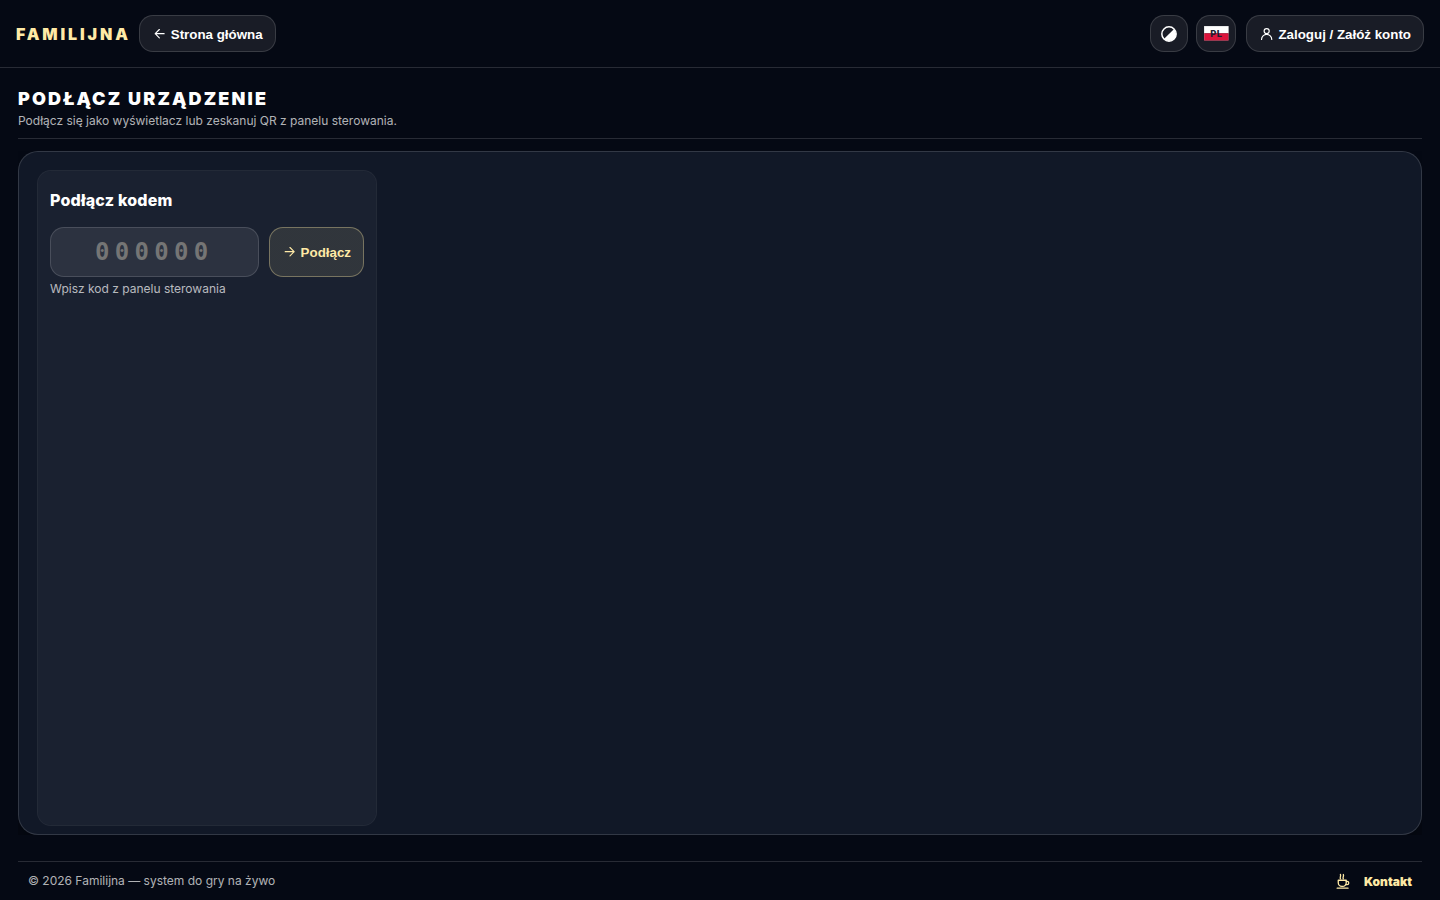 FAMILIJNA
Strona główna
PL
Zaloguj / Załóż konto
PODŁĄCZ URZĄDZENIE
Podłącz się jako wyświetlacz lub zeskanuj QR z panelu sterowania.
Podłącz kodem
000000
Podłącz
Wpisz kod z panelu sterowania
© 2026 Familijna — system do gry na żywo
Kontakt